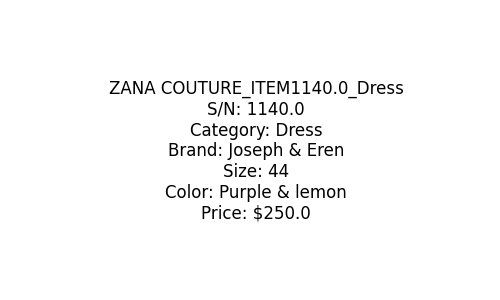 ZANA COUTURE_ITEM1140.0_Dress
S/N: 1140.0
Category: Dress
Brand: Joseph & Eren
Size: 44
Color: Purple & lemon
Price: $250.0